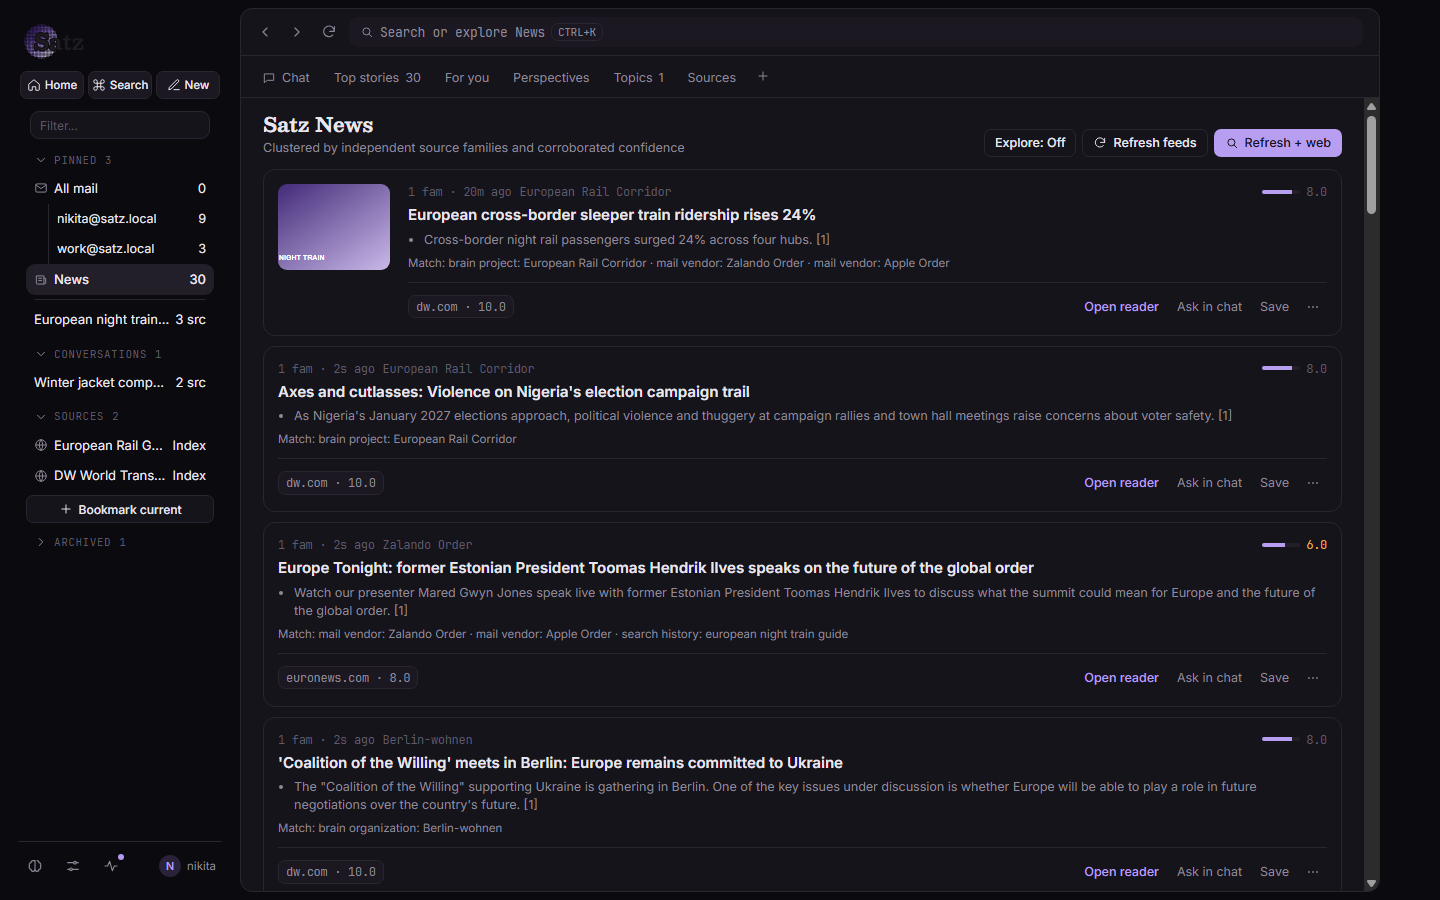 Satz
Home
Search
New
Filter...
PINNED 3
All mail 0
nikita@satz.local 9
work@satz.local 3
News 30
European night train... 3 src
CONVERSATIONS 1
Winter jacket comp... 2 src
SOURCES 2
European Rail G... Index
DW World Trans... Index
Bookmark current
ARCHIVED 1
N nikita
Search or explore News CTRL+K
Chat Top stories 30 For you Perspectives Topics 1 Sources
Satz News
Clustered by independent source families and corroborated confidence
Explore: Off Refresh feeds Refresh + web
NIGHT TRAIN
1 fam · 20m ago European Rail Corridor 8.0
European cross-border sleeper train ridership rises 24%
• Cross-border night rail passengers surged 24% across four hubs. [1]
Match: brain project: European Rail Corridor · mail vendor: Zalando Order · mail vendor: Apple Order
dw.com · 10.0 Open reader Ask in chat Save ···
1 fam · 2s ago European Rail Corridor 8.0
Axes and cutlasses: Violence on Nigeria's election campaign trail
• As Nigeria's January 2027 elections approach, political violence and thuggery at campaign rallies and town hall meetings raise concerns about voter safety. [1]
Match: brain project: European Rail Corridor
dw.com · 10.0 Open reader Ask in chat Save ···
1 fam · 2s ago Zalando Order 6.0
Europe Tonight: former Estonian President Toomas Hendrik Ilves speaks on the future of the global order
• Watch our presenter Mared Gwyn Jones speak live with former Estonian President Toomas Hendrik Ilves to discuss what the summit could mean for Europe and the future of
the global order. [1]
Match: mail vendor: Zalando Order · mail vendor: Apple Order · search history: european night train guide
euronews.com · 8.0 Open reader Ask in chat Save ···
1 fam · 2s ago Berlin-wohnen 8.0
'Coalition of the Willing' meets in Berlin: Europe remains committed to Ukraine
• The "Coalition of the Willing" supporting Ukraine is gathering in Berlin. One of the key issues under discussion is whether Europe will be able to play a role in future
negotiations over the country's future. [1]
Match: brain organization: Berlin-wohnen
dw.com · 10.0 Open reader Ask in chat Save ···